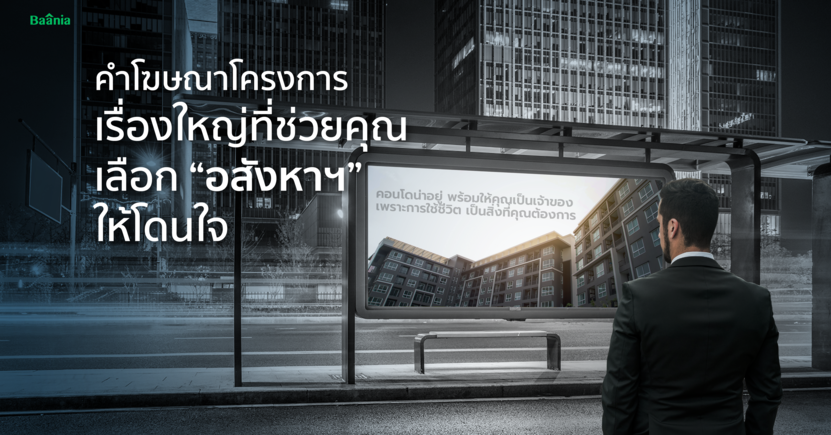 Baânia
คำโฆษณาโครงการ
เรื่องใหญ่ที่ช่วยคุณ
เลือก “อสังหาฯ”
ให้โดนใจ
คอนโดน่าอยู่ พร้อมให้คุณเป็นเจ้าของ
เพราะการใช้ชีวิต เป็นสิ่งที่คุณต้องการ